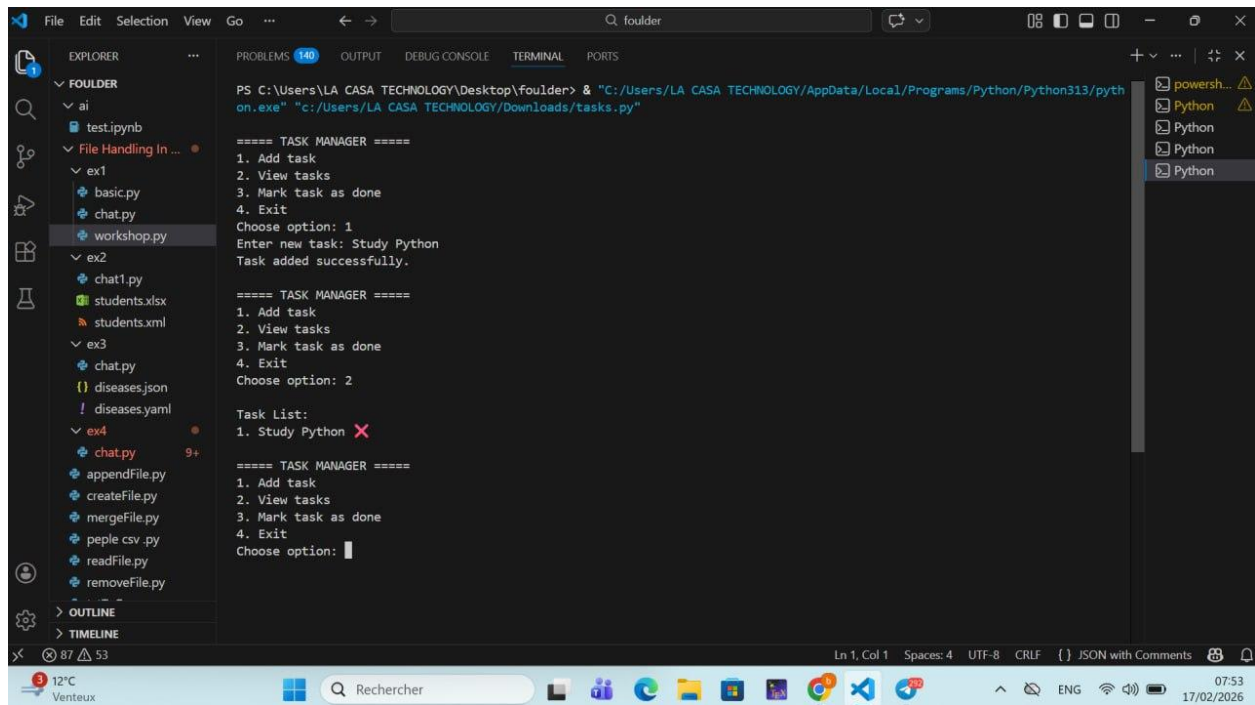 File Edit Selection View Go ··· foulder
EXPLORER ···
FOULDER
ai
test.ipynb
File Handling In ...
ex1
basic.py
chat.py
workshop.py
ex2
chat1.py
students.xlsx
students.xml
ex3
chat.py
diseases.json
diseases.yaml
ex4
chat.py 9+
appendFile.py
createFile.py
mergeFile.py
peple csv .py
readFile.py
removeFile.py
OUTLINE
TIMELINE
PROBLEMS 140 OUTPUT DEBUG CONSOLE TERMINAL PORTS
PS C:\Users\LA CASA TECHNOLOGY\Desktop\foulder> & "C:/Users/LA CASA TECHNOLOGY/AppData/Local/Programs/Python/Python313/pyth
on.exe" "c:/Users/LA CASA TECHNOLOGY/Downloads/tasks.py"
===== TASK MANAGER =====
1. Add task
2. View tasks
3. Mark task as done
4. Exit
Choose option: 1
Enter new task: Study Python
Task added successfully.
===== TASK MANAGER =====
1. Add task
2. View tasks
3. Mark task as done
4. Exit
Choose option: 2
Task List:
1. Study Python ❌
===== TASK MANAGER =====
1. Add task
2. View tasks
3. Mark task as done
4. Exit
Choose option:
powersh...
Python
Python
Python
Python
87 53 Ln 1, Col 1 Spaces: 4 UTF-8 CRLF {} JSON with Comments
3 12°C
Venteux
Rechercher
292
ENG
07:53
17/02/2026